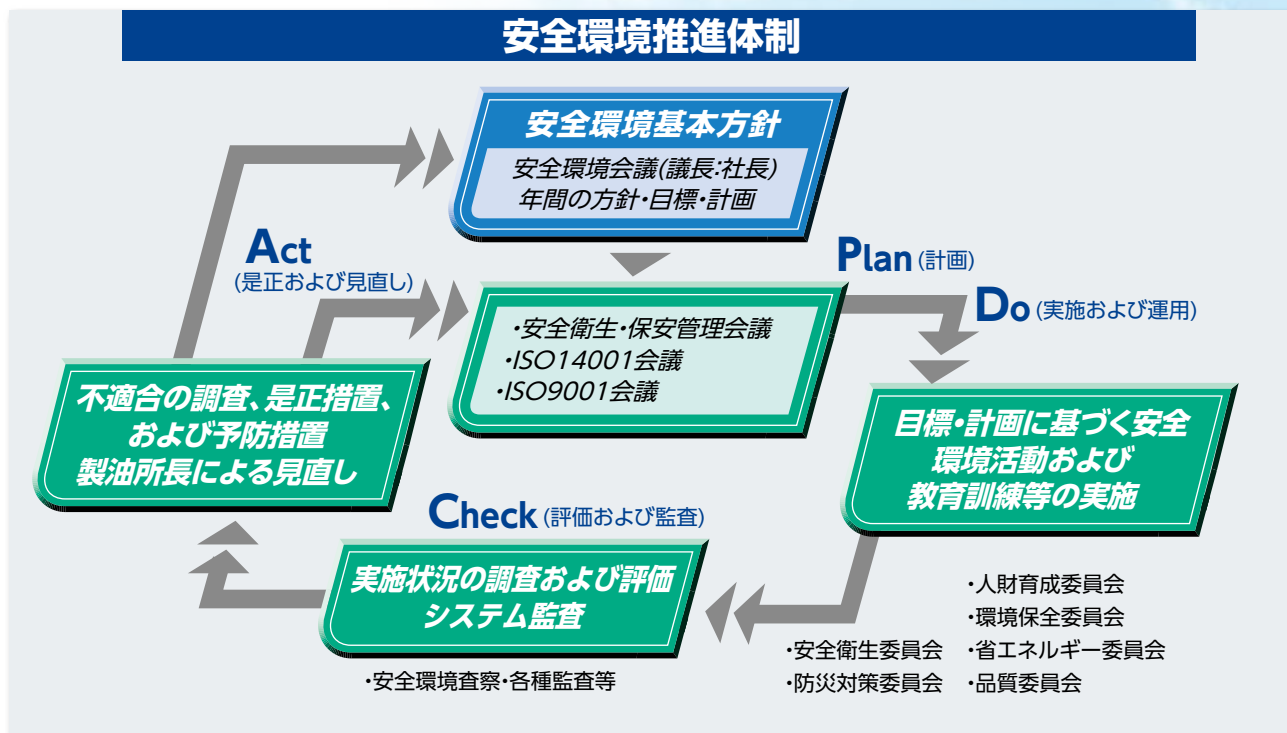 安全環境推進体制
安全環境基本方針
安全環境会議(議長:社長)
年間の方針・目標・計画
Act
(是正および見直し)
Plan (計画)
Do (実施および運用)
・安全衛生・保安管理会議
・ISO14001会議
・ISO9001会議
不適合の調査、是正措置、
および予防措置
製油所長による見直し
目標・計画に基づく安全
環境活動および
教育訓練等の実施
Check (評価および監査)
実施状況の調査および評価
システム監査
・安全環境査察・各種監査等
・人財育成委員会
・環境保全委員会
・安全衛生委員会 ・省エネルギー委員会
・防災対策委員会 ・品質委員会